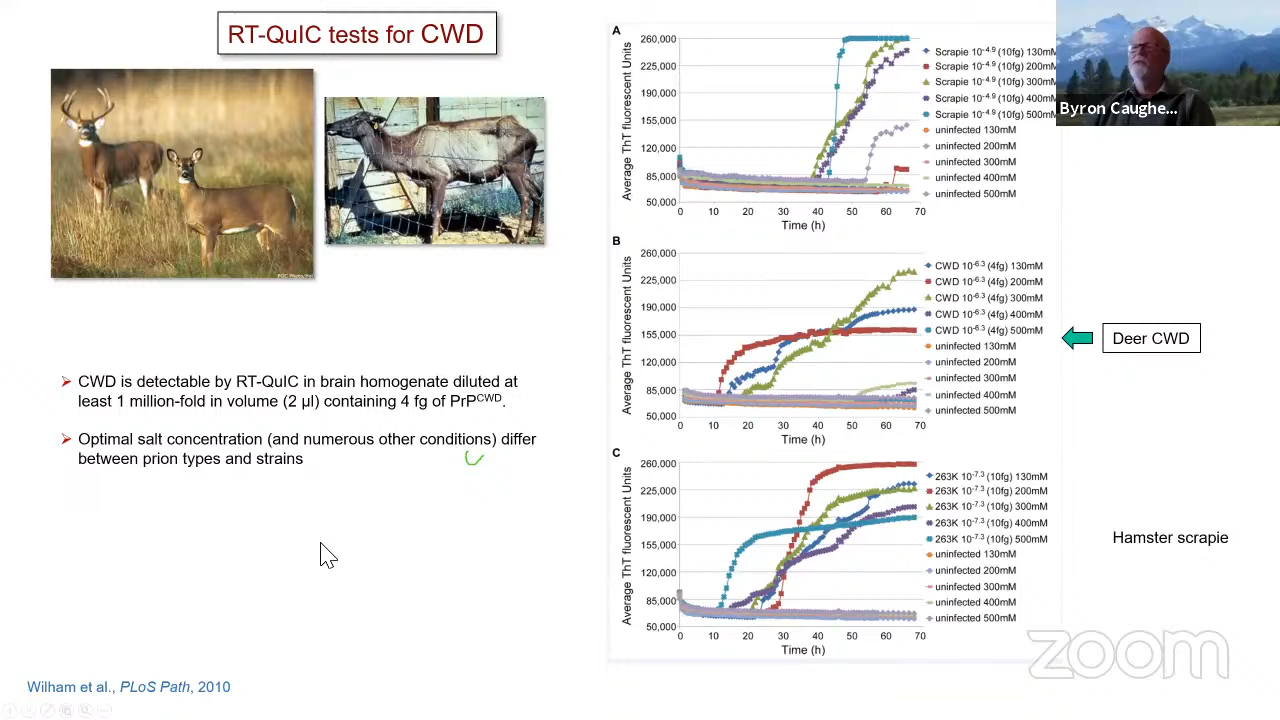 RT-QuIC tests for CWD
FOC Photo/Hei
➢ CWD is detectable by RT-QuIC in brain homogenate diluted at
least 1 million-fold in volume (2 µl) containing 4 fg of PrPCWD.
➢ Optimal salt concentration (and numerous other conditions) differ
between prion types and strains
Wilham et al., PLoS Path, 2010
A
Average ThT fluorescent Units
260,000
225,000
190,000
155,000
120,000
85,000
50,000
0 10 20 30 40 50 60 70
Time (h)
Scrapie 10-4.9 (10fg) 130mM
Scrapie 10-4.9 (10fg) 200mM
Scrapie 10-4.9 (10fg) 300mM
Scrapie 10-4.9 (10fg) 400mM
Scrapie 10-4.9 (10fg) 500mM
uninfected 130mM
uninfected 200mM
uninfected 300mM
uninfected 400mM
uninfected 500mM
B
Average ThT fluorescent Units
260,000
225,000
190,000
155,000
120,000
85,000
50,000
0 10 20 30 40 50 60 70
Time (h)
CWD 10-6.3 (4fg) 130mM
CWD 10-6.3 (4fg) 200mM
CWD 10-6.3 (4fg) 300mM
CWD 10-6.3 (4fg) 400mM
CWD 10-6.3 (4fg) 500mM
uninfected 130mM
uninfected 200mM
uninfected 300mM
uninfected 400mM
uninfected 500mM
Deer CWD
C
Average ThT fluorescent Units
260,000
225,000
190,000
155,000
120,000
85,000
50,000
0 10 20 30 40 50 60 70
Time (h)
263K 10-7.3 (10fg) 130mM
263K 10-7.3 (10fg) 200mM
263K 10-7.3 (10fg) 300mM
263K 10-7.3 (10fg) 400mM
263K 10-7.3 (10fg) 500mM
uninfected 130mM
uninfected 200mM
uninfected 300mM
uninfected 400mM
uninfected 500mM
Hamster scrapie
Byron Caughe...
zoom